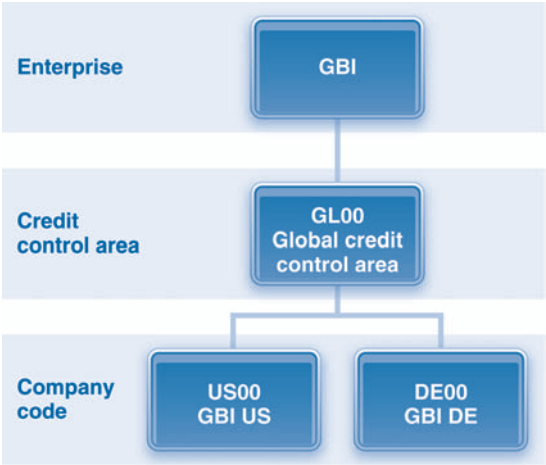 Enterprise
GBI
Credit
control area
GL00
Global credit
control area
Company
code
US00
GBI US
DE00
GBI DE